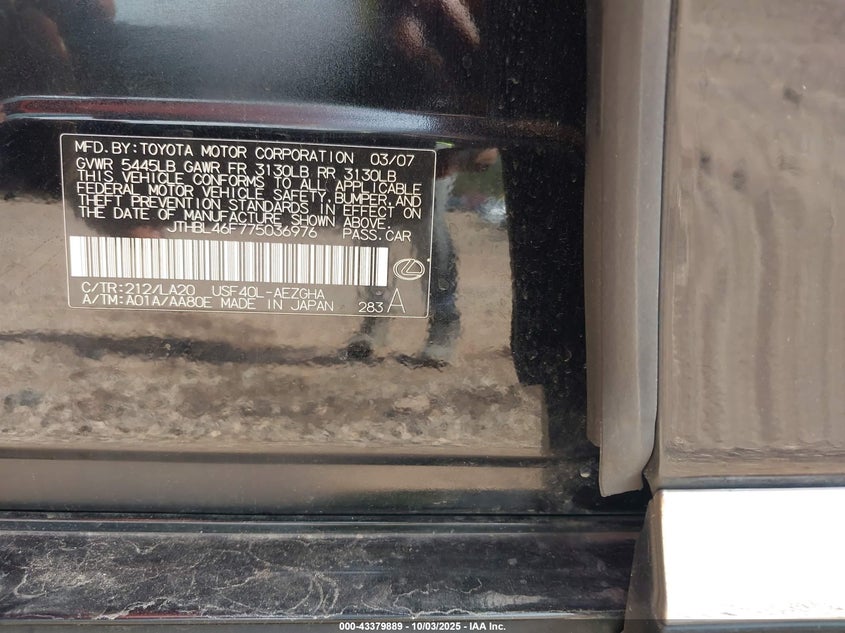 MFD.BY:TOYOTA MOTOR CORPORATION 03/07
GVWR 5445LB GAWR FR 3130LB RR 3130LB
THIS VEHICLE CONFORMS TO ALL APPLICABLE
FEDERAL MOTOR VEHICLE SAFETY,BUMPER,AND
THEFT PREVENTION STANDARDS IN EFFECT ON
THE DATE OF MANUFACTURE SHOWN ABOVE.
JTHBL46F775036976 PASS.CAR
C/TR:212/LA20 USF40L-AEZGHA
A/TM:A01A/AA80E MADE IN JAPAN 283 A
000-43379889 - 10/03/2025 - IAA Inc.